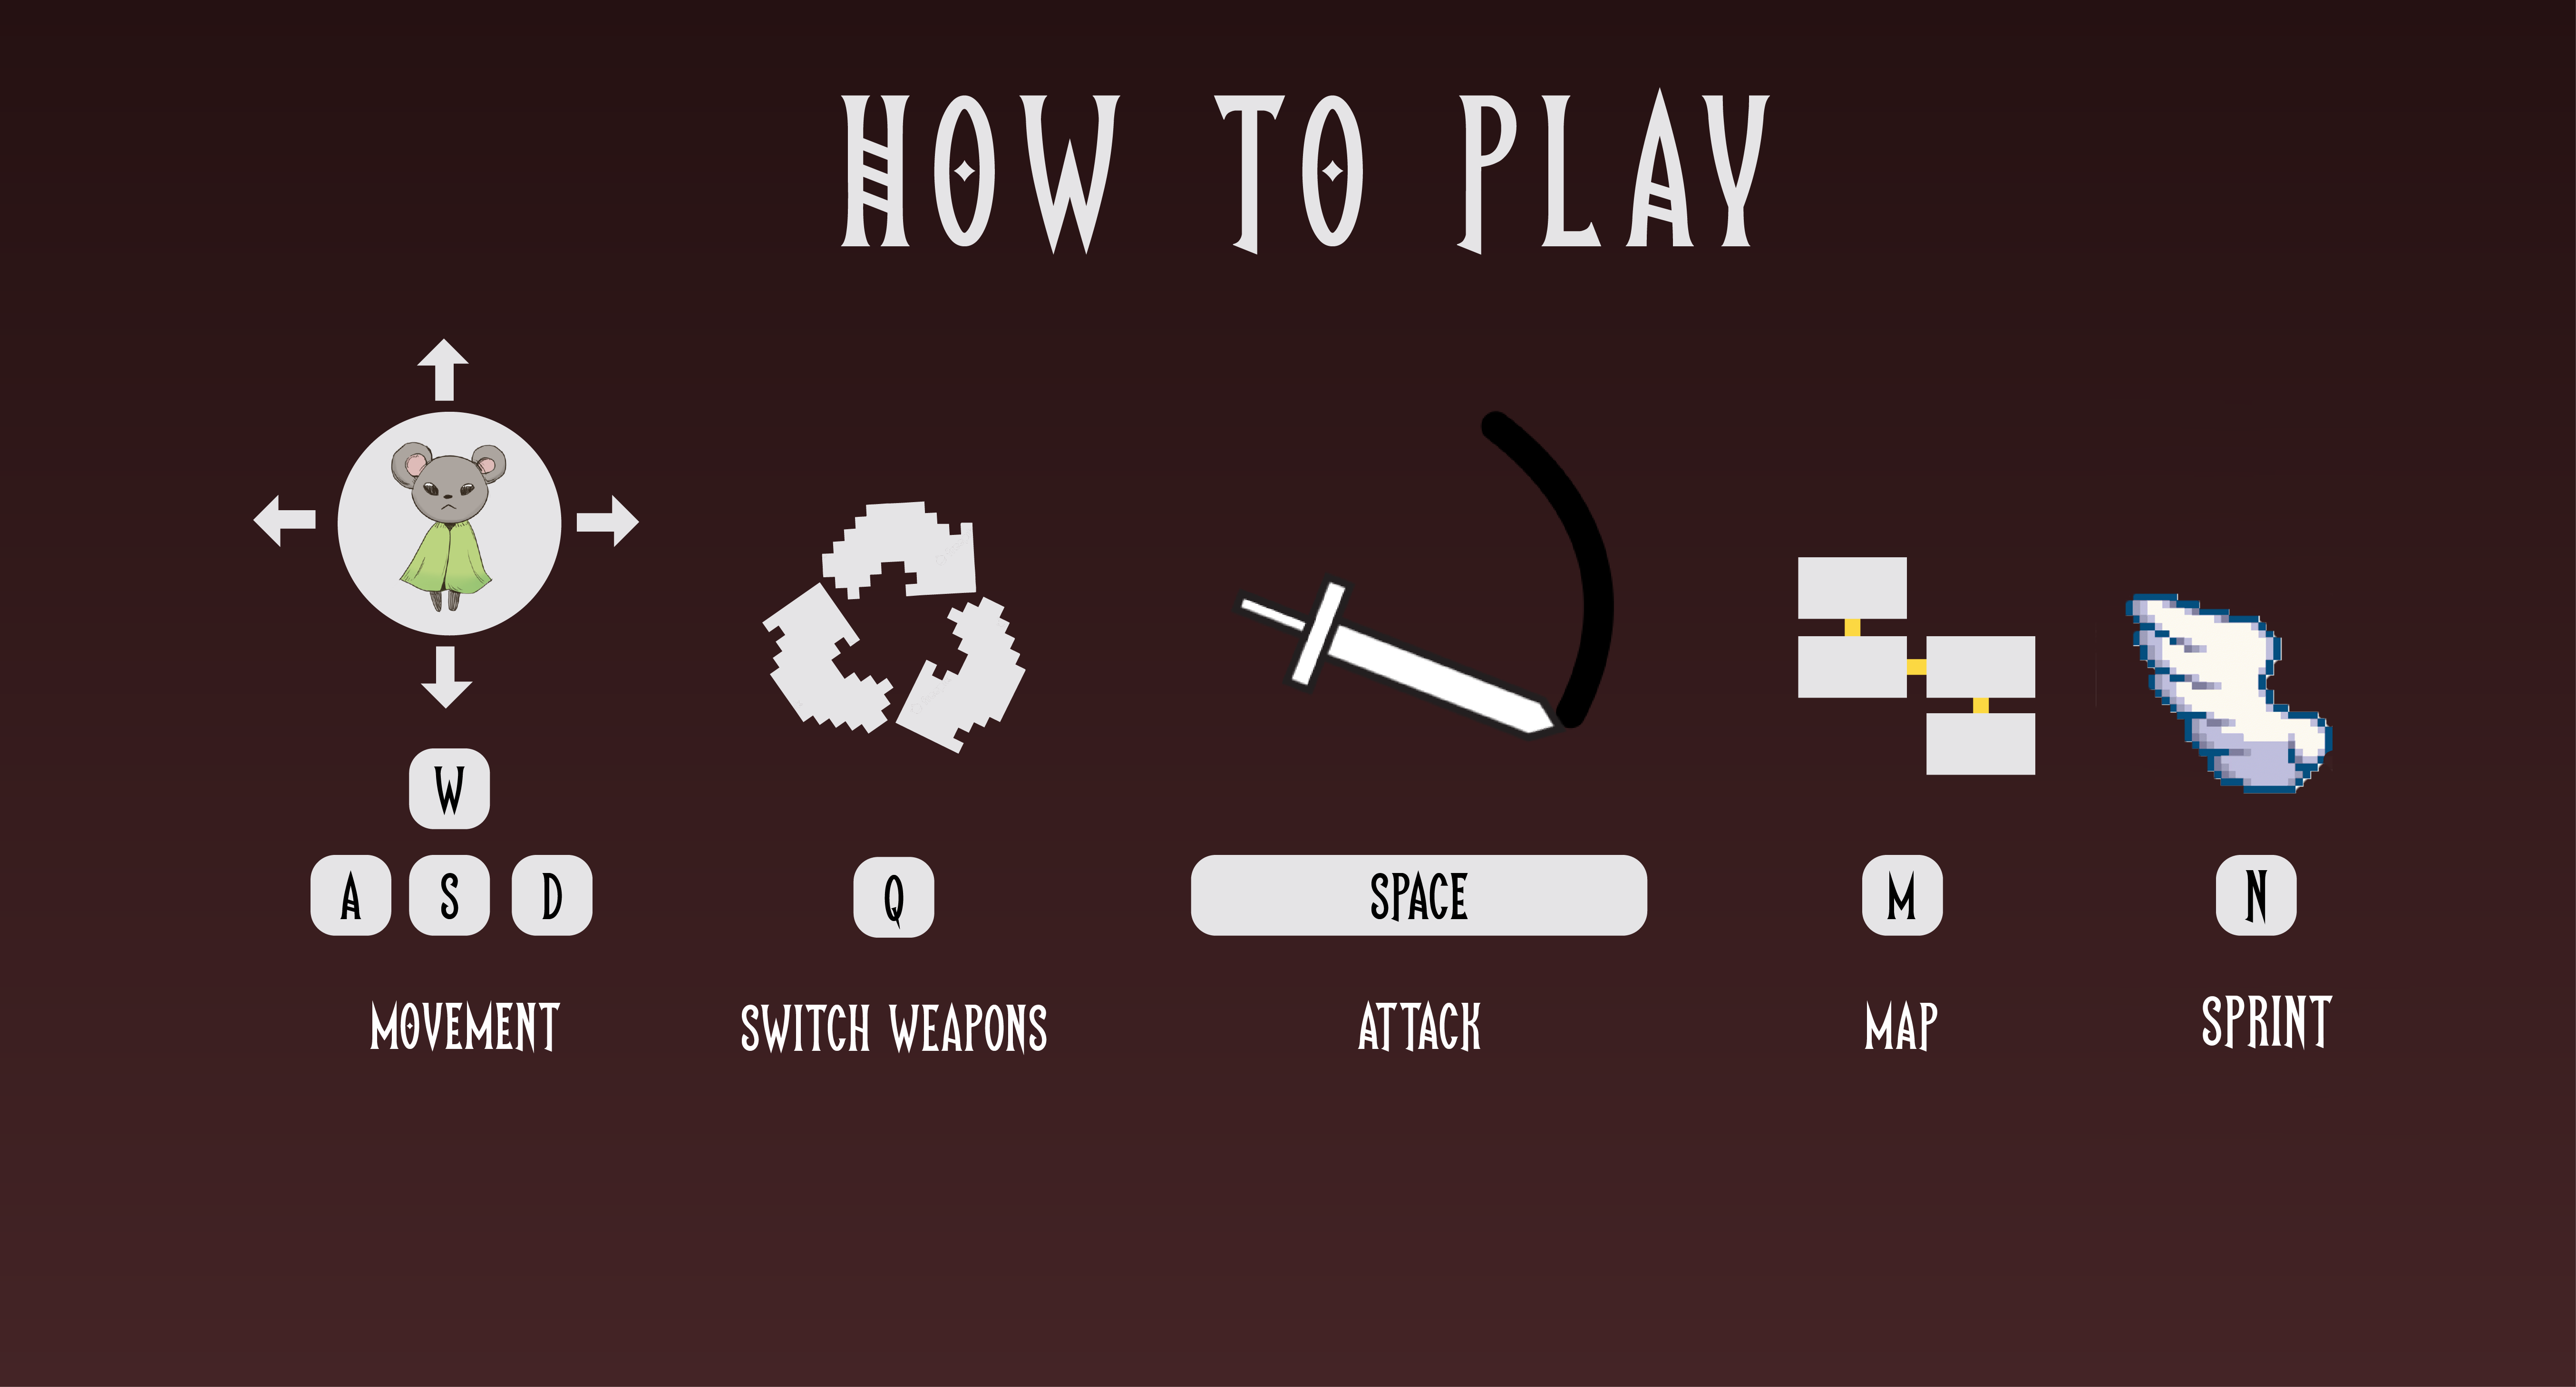 HOW TO PLAY
W
A S D
Q
SPACE
M
N
MOVEMENT
SWITCH WEAPONS
ATTACK
MAP
SPRINT